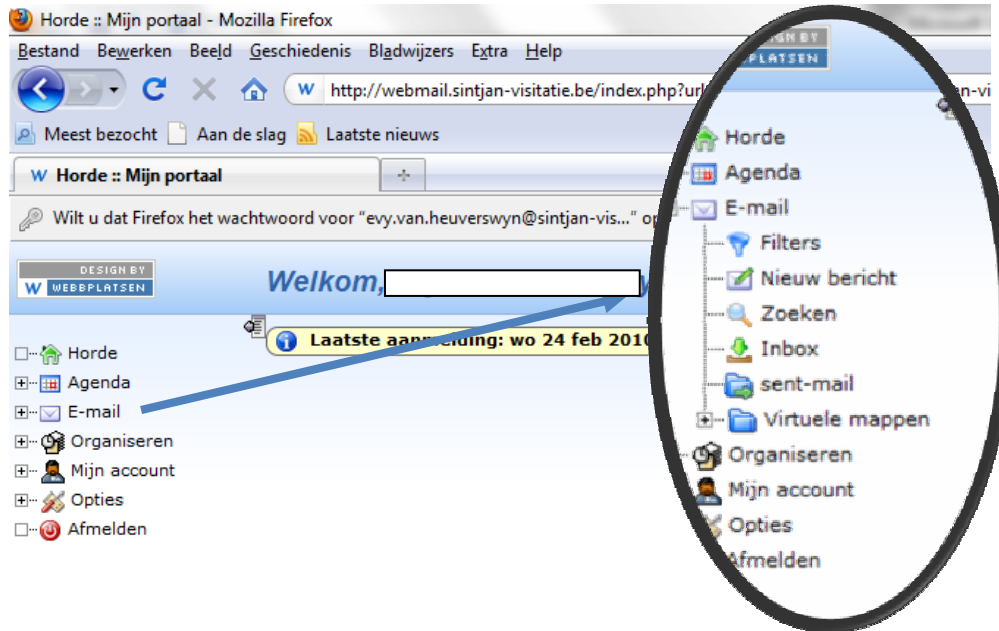 Horde :: Mijn portaal - Mozilla Firefox
Bestand Bewerken Beeld Geschiedenis Bladwijzers Extra Help
http://webmail.sintjan-visitatie.be/index.php?url
Meest bezocht Aan de slag Laatste nieuws
W Horde :: Mijn portaal
Wilt u dat Firefox het wachtwoord voor "evy.van.heuverswyn@sintjan-vis..." op
DESIGN BY
W WEBBPLATSEN
Welkom,
Laatste aanmelding: wo 24 feb 2010
Horde
Agenda
E-mail
Organiseren
Mijn account
Opties
Afmelden
Horde
Agenda
E-mail
Filters
Nieuw bericht
Zoeken
Inbox
sent-mail
Virtuele mappen
Organiseren
Mijn account
Opties
Afmelden